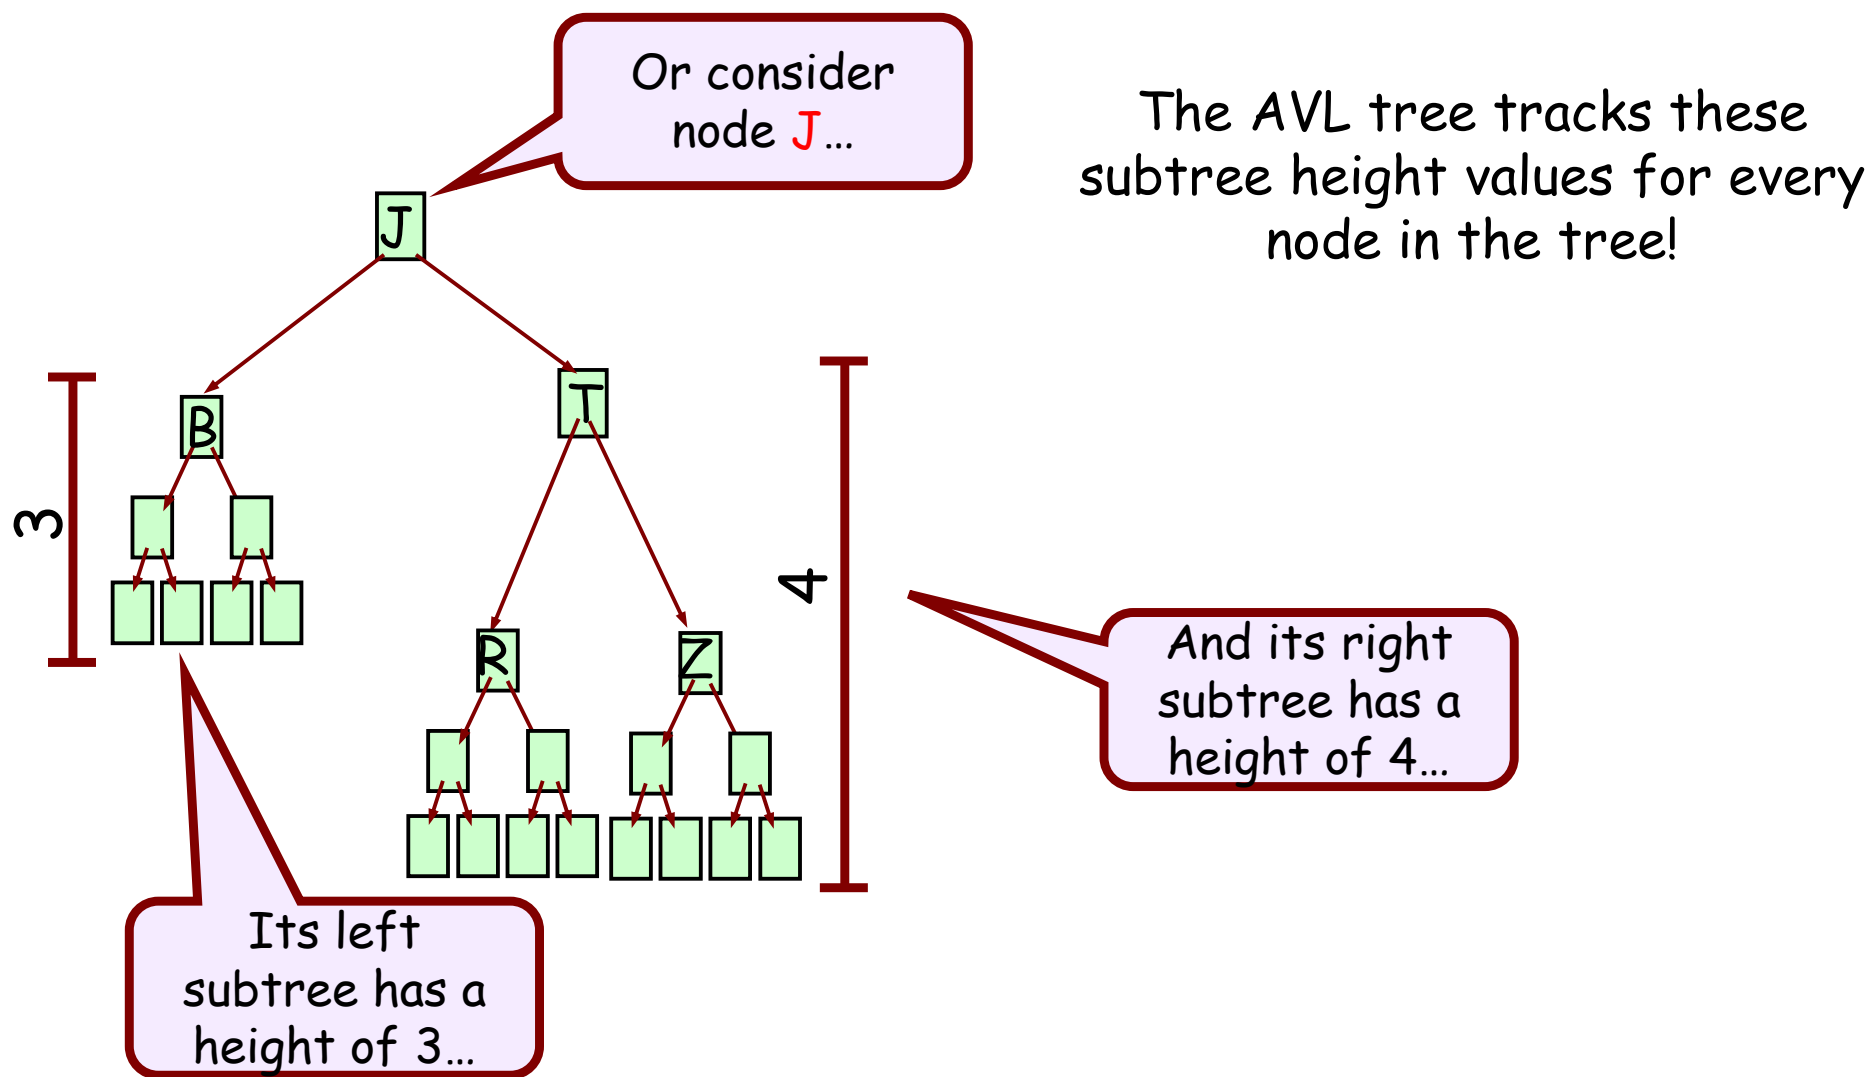 Or consider
node J...
The AVL tree tracks these
subtree height values for every
node in the tree!
J
B
T
3
4
R
Z
And its right
subtree has a
height of 4...
Its left
subtree has a
height of 3...